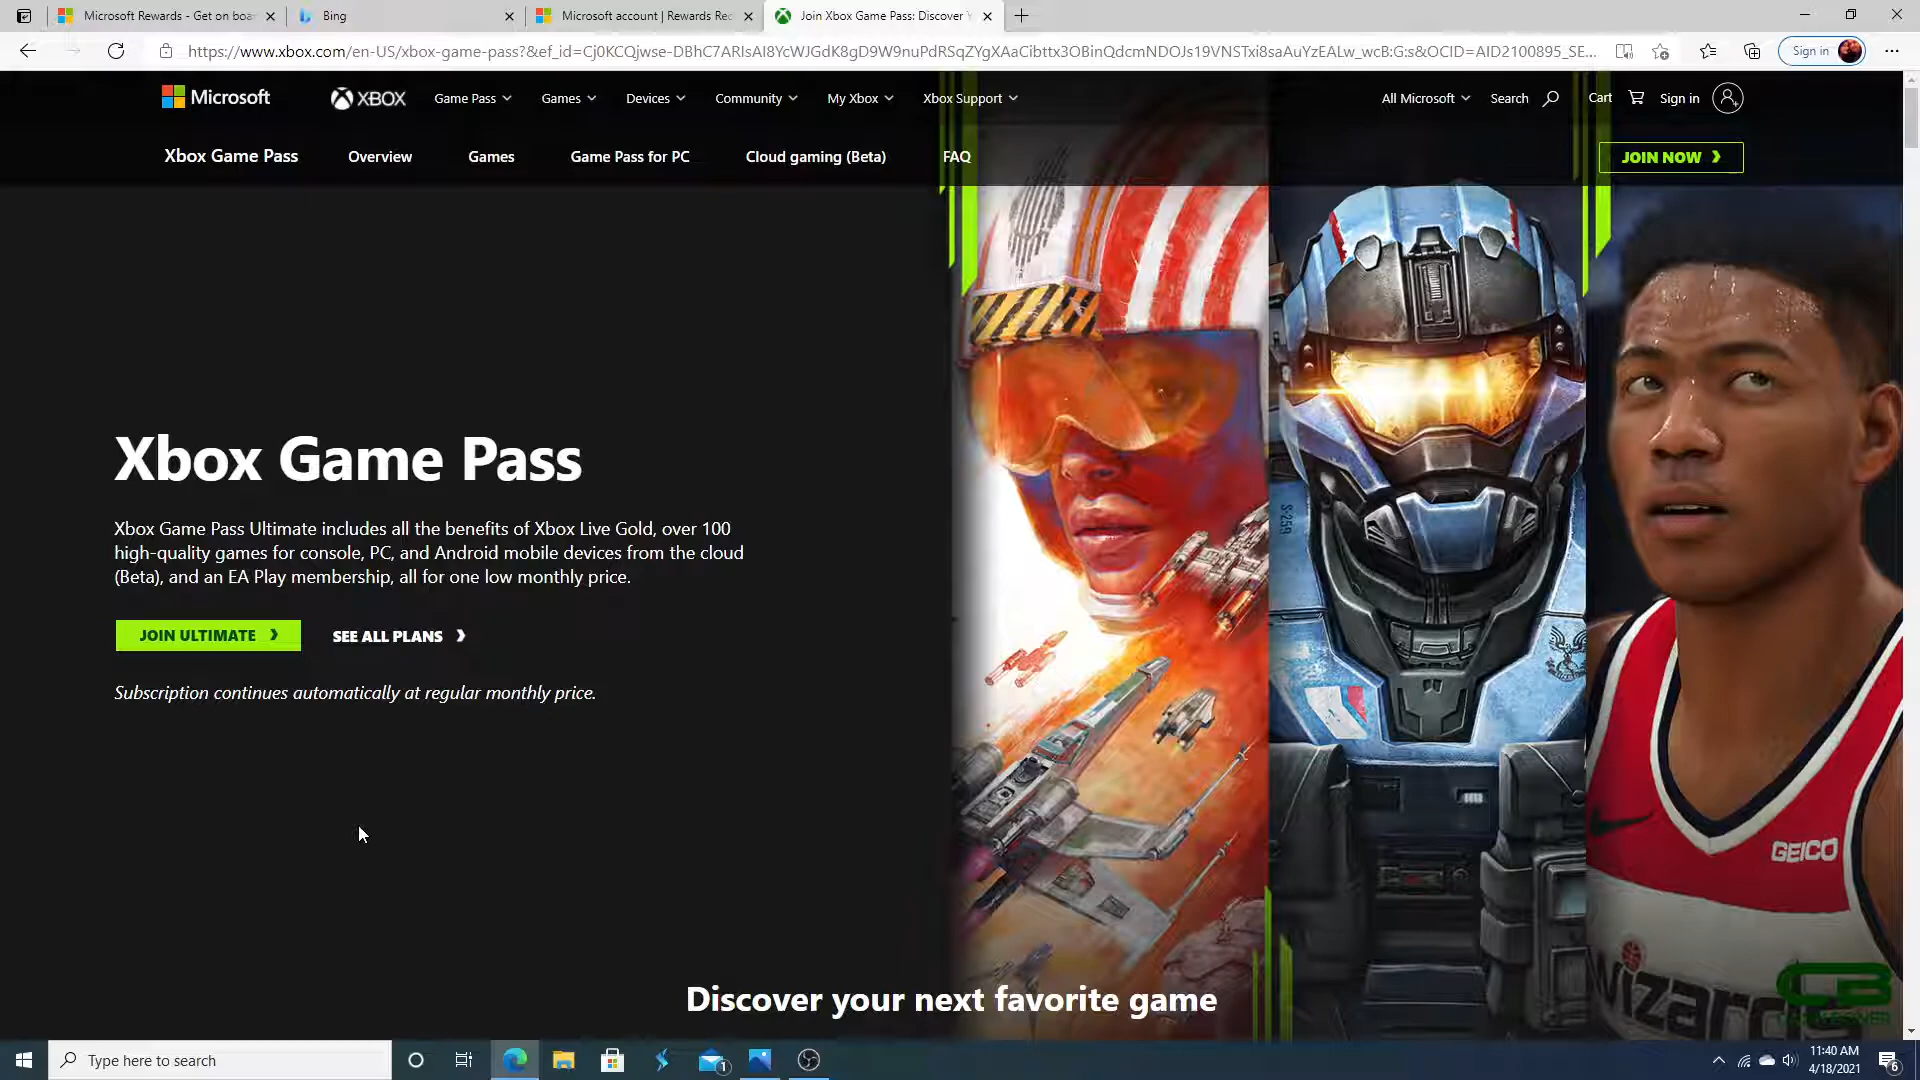 Microsoft Rewards - Get on boa
Bing
Microsoft account | Rewards Red
Join Xbox Game Pass: Discover Y
https://www.xbox.com/en-US/xbox-game-pass?&ef_id=Cj0KCQjwse-DBhC7ARIsAI8YcWJGdK8gD9W9nuPdRSqZYgXAaCibttx3OBinQdcmNDOJs19VNSTxi8saAuYzEALw_wcB:G:s&OCID=AID2100895_SE...
Sign in
Microsoft
XBOX
Game Pass
Games
Devices
Community
My Xbox
Xbox Support
All Microsoft
Search
Cart
Sign in
Xbox Game Pass
Overview
Games
Game Pass for PC
Cloud gaming (Beta)
FAQ
JOIN NOW
Xbox Game Pass
Xbox Game Pass Ultimate includes all the benefits of Xbox Live Gold, over 100
high-quality games for console, PC, and Android mobile devices from the cloud
(Beta), and an EA Play membership, all for one low monthly price.
JOIN ULTIMATE
SEE ALL PLANS
Subscription continues automatically at regular monthly price.
S-259
GEICO
Wizards
CB
Discover your next favorite game
Type here to search
1
11:40 AM
4/18/2021
6